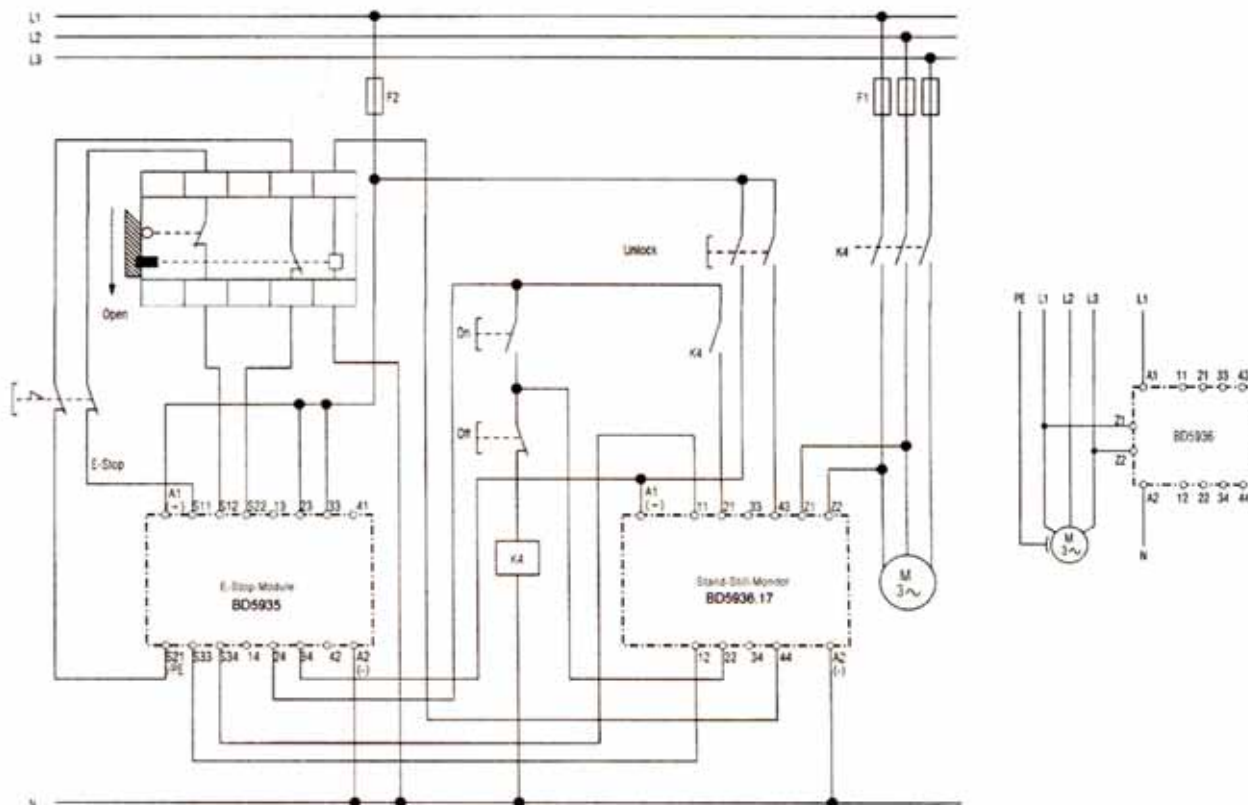 L1
L2
L3
F2
F1
Unlock
K4
Open
On
K4
Off
E-Stop
A1 (+) S11 S12 S22 13 23 33 41
E-Stop-Module
BD5935
S21 S33 S34 14 24 34 42 A2
(-)
K4
A1 (~) 11 21 33 43 Z1 Z2
Stand-Still-Monitor
BD5936.17
12 22 34 44 A2
(-)
M
3~
N
PE L1 L2 L3 L1
A1 11 21 33 43
Z1
BD5936
Z2
A2 12 22 34 44
M
3~
N